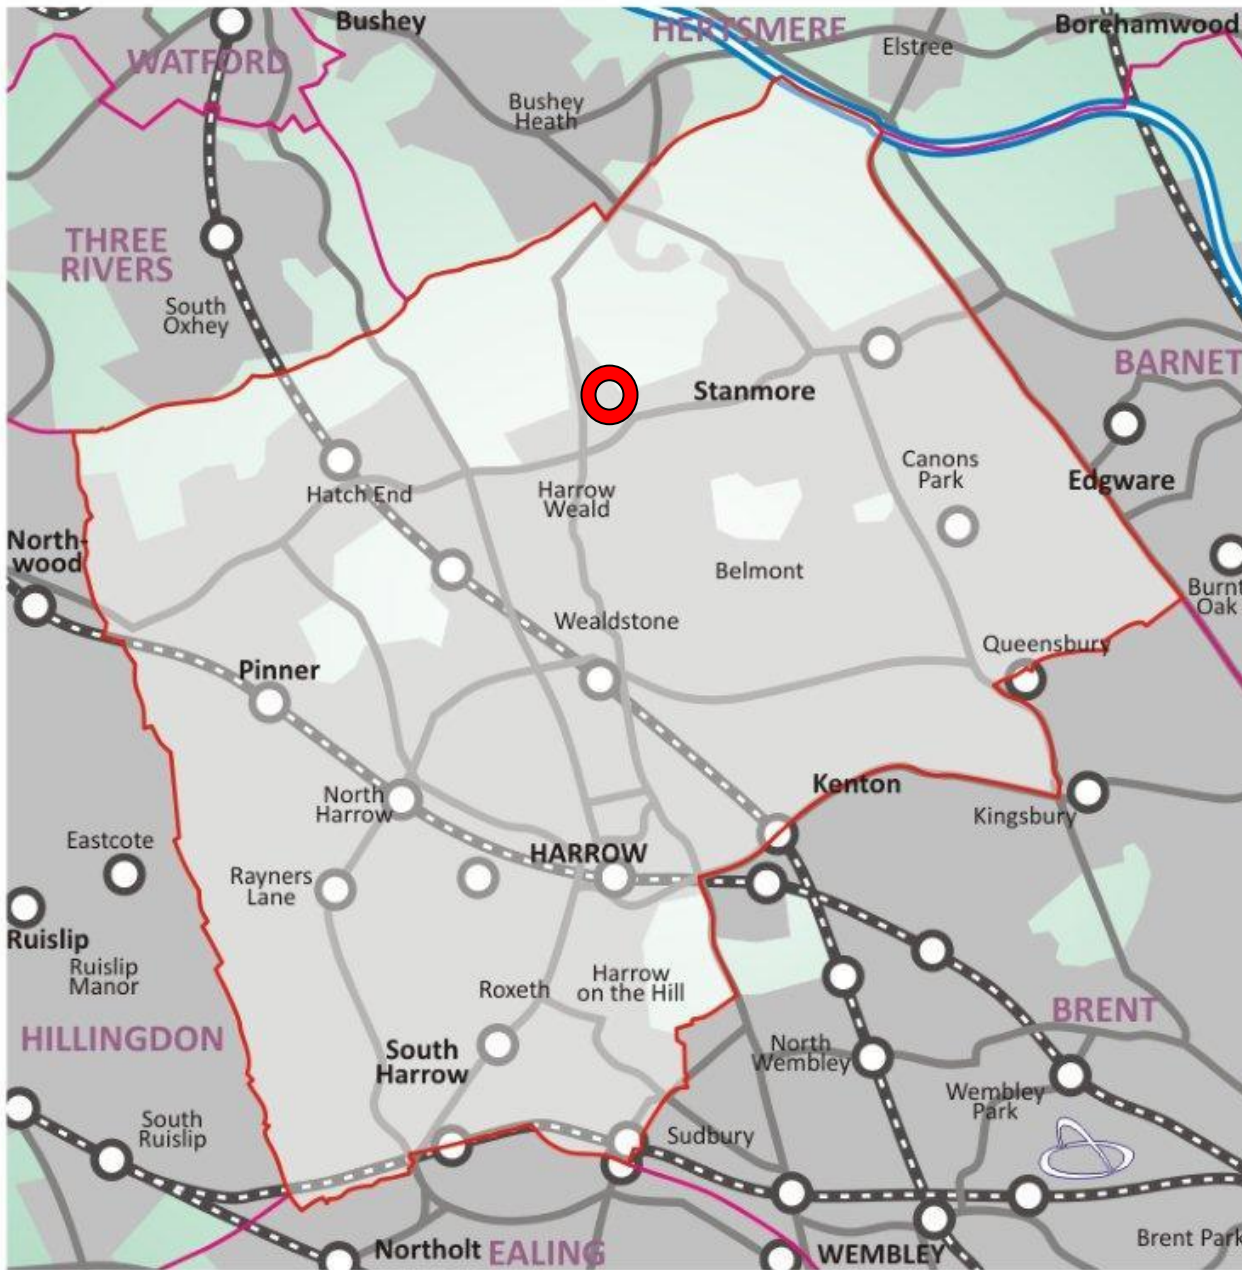 Bushey
HERTSMERE
Borehamwood
WATFORD
Elstree
Bushey
Heath
THREE
RIVERS
South
Oxhey
BARNET
Stanmore
Canons
Park
Edgware
Hatch End
Harrow
Weald
North-
wood
Belmont
Burnt
Oak
Wealdstone
Queensbury
Pinner
Kenton
North
Harrow
Kingsbury
Eastcote
HARROW
Rayners
Lane
Ruislip
Ruislip
Manor
Roxeth
Harrow
on the Hill
BRENT
HILLINGDON
South
Harrow
North
Wembley
Wembley
Park
South
Ruislip
Sudbury
Northolt
EALING
WEMBLEY
Brent Park